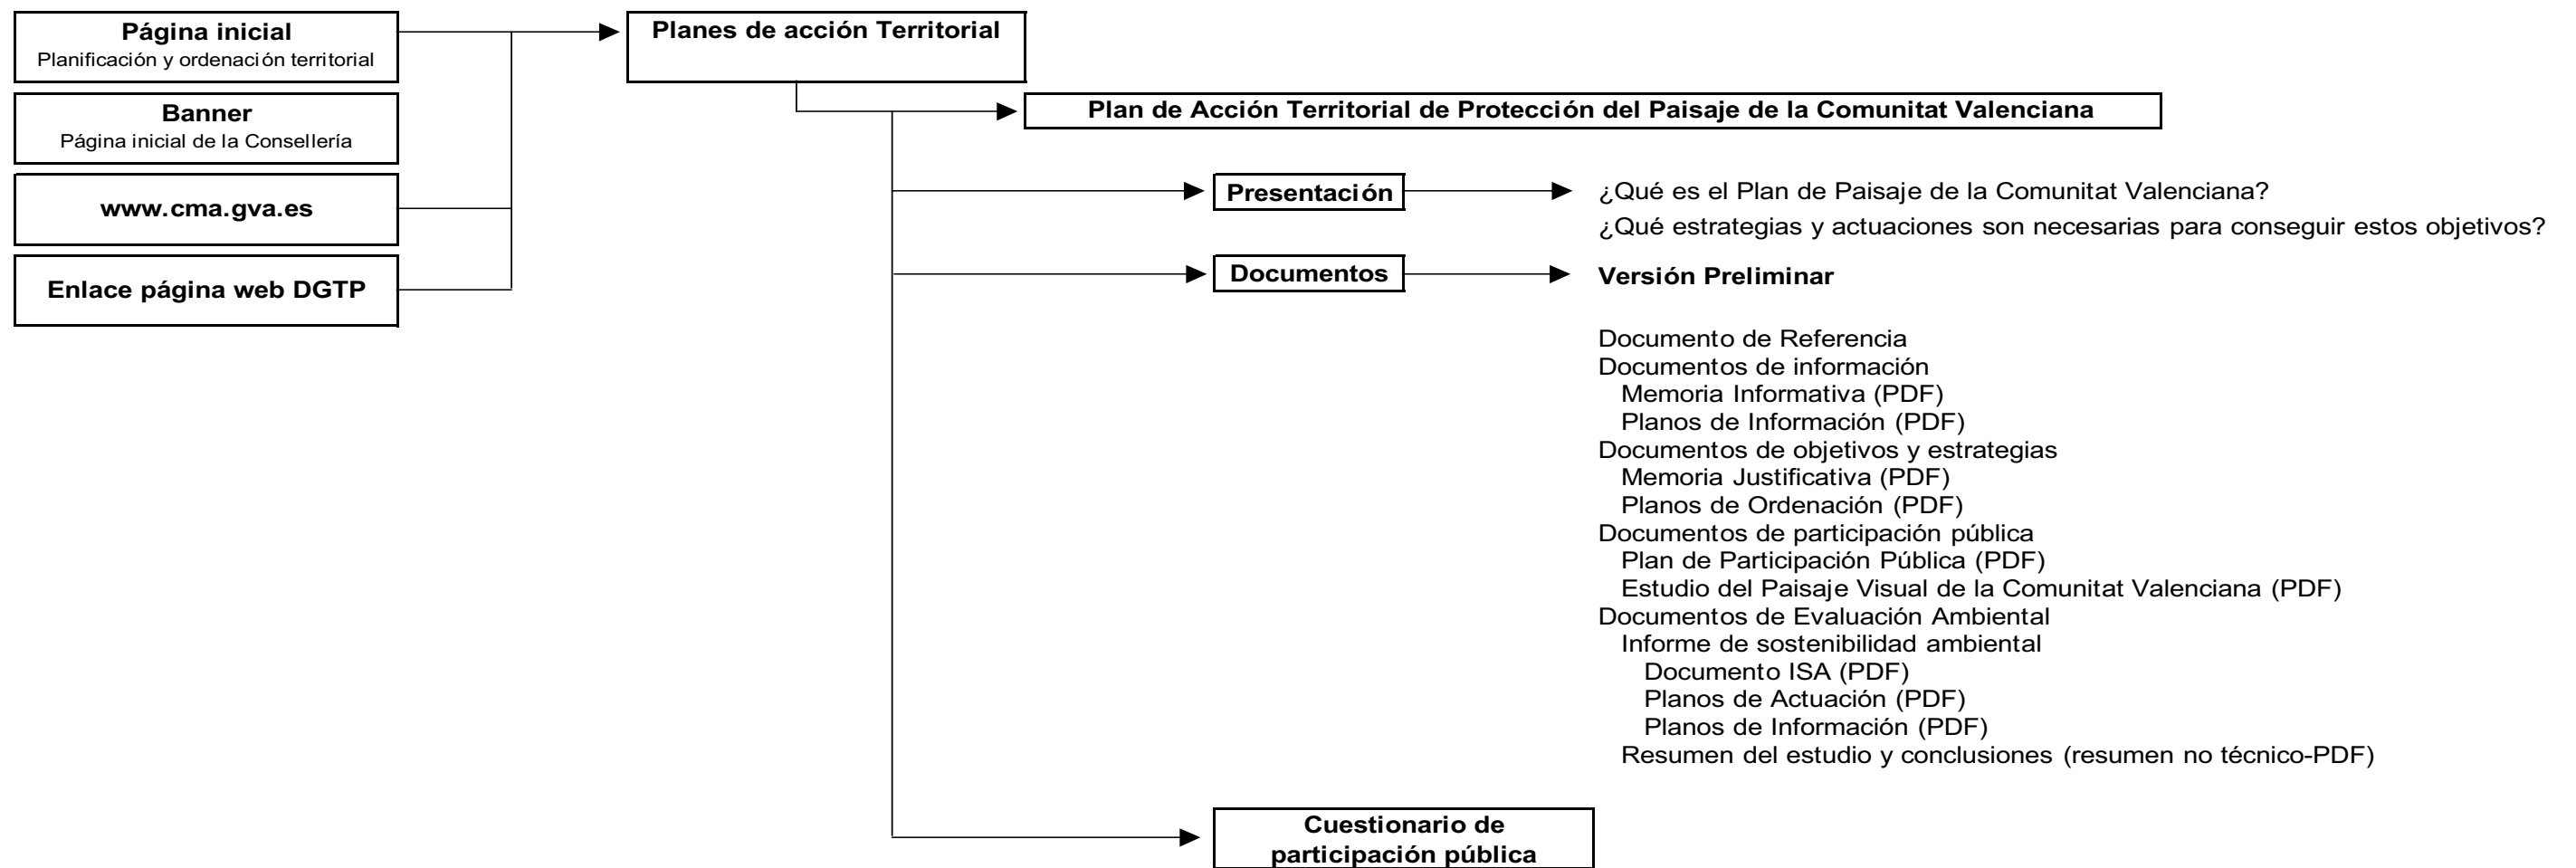 Página inicial
Planificación y ordenación territorial
Banner
Página inicial de la Consellería
www.cma.gva.es
Enlace página web DGTP
Planes de acción Territorial
Plan de Acción Territorial de Protección del Paisaje de la Comunitat Valenciana
Presentación
¿Qué es el Plan de Paisaje de la Comunitat Valenciana?
¿Qué estrategias y actuaciones son necesarias para conseguir estos objetivos?
Documentos
Versión Preliminar
Documento de Referencia
Documentos de información
Memoria Informativa (PDF)
Planos de Información (PDF)
Documentos de objetivos y estrategias
Memoria Justificativa (PDF)
Planos de Ordenación (PDF)
Documentos de participación pública
Plan de Participación Pública (PDF)
Estudio del Paisaje Visual de la Comunitat Valenciana (PDF)
Documentos de Evaluación Ambiental
Informe de sostenibilidad ambiental
Documento ISA (PDF)
Planos de Actuación (PDF)
Planos de Información (PDF)
Resumen del estudio y conclusiones (resumen no técnico-PDF)
Cuestionario de
participación pública